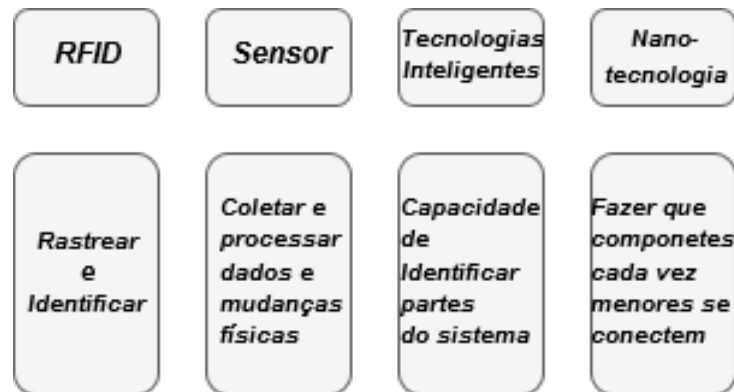 RFID
Sensor
Tecnologias
Inteligentes
Nano-
tecnologia
Rastrear
e
Identificar
Coletar e
processar
dados e
mudanças
físicas
Capacidade
de
Identificar
partes
do sistema
Fazer que
componetes
cada vez
menores se
conectem